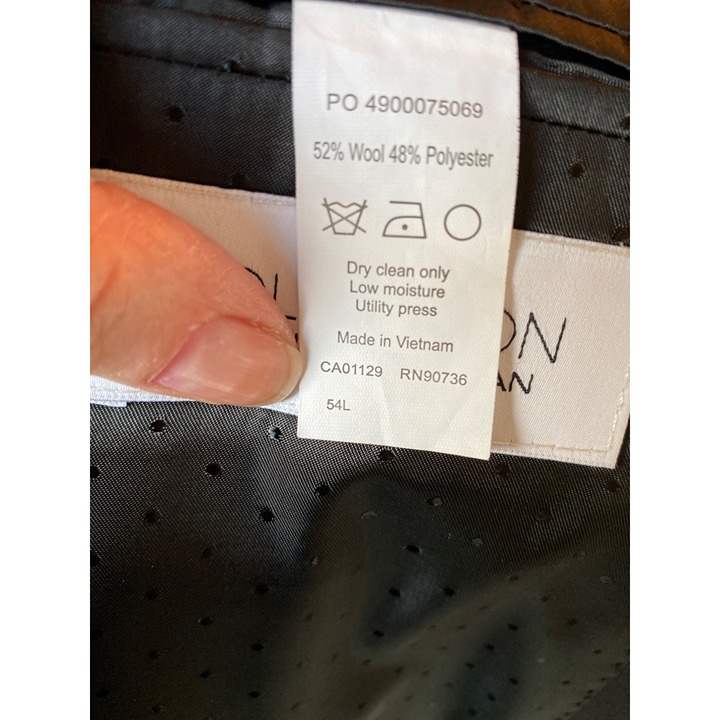 PO 4900075069
52% Wool 48% Polyester
Dry clean only
Low moisture
Utility press
Made in Vietnam
CA01129 RN90736
54L